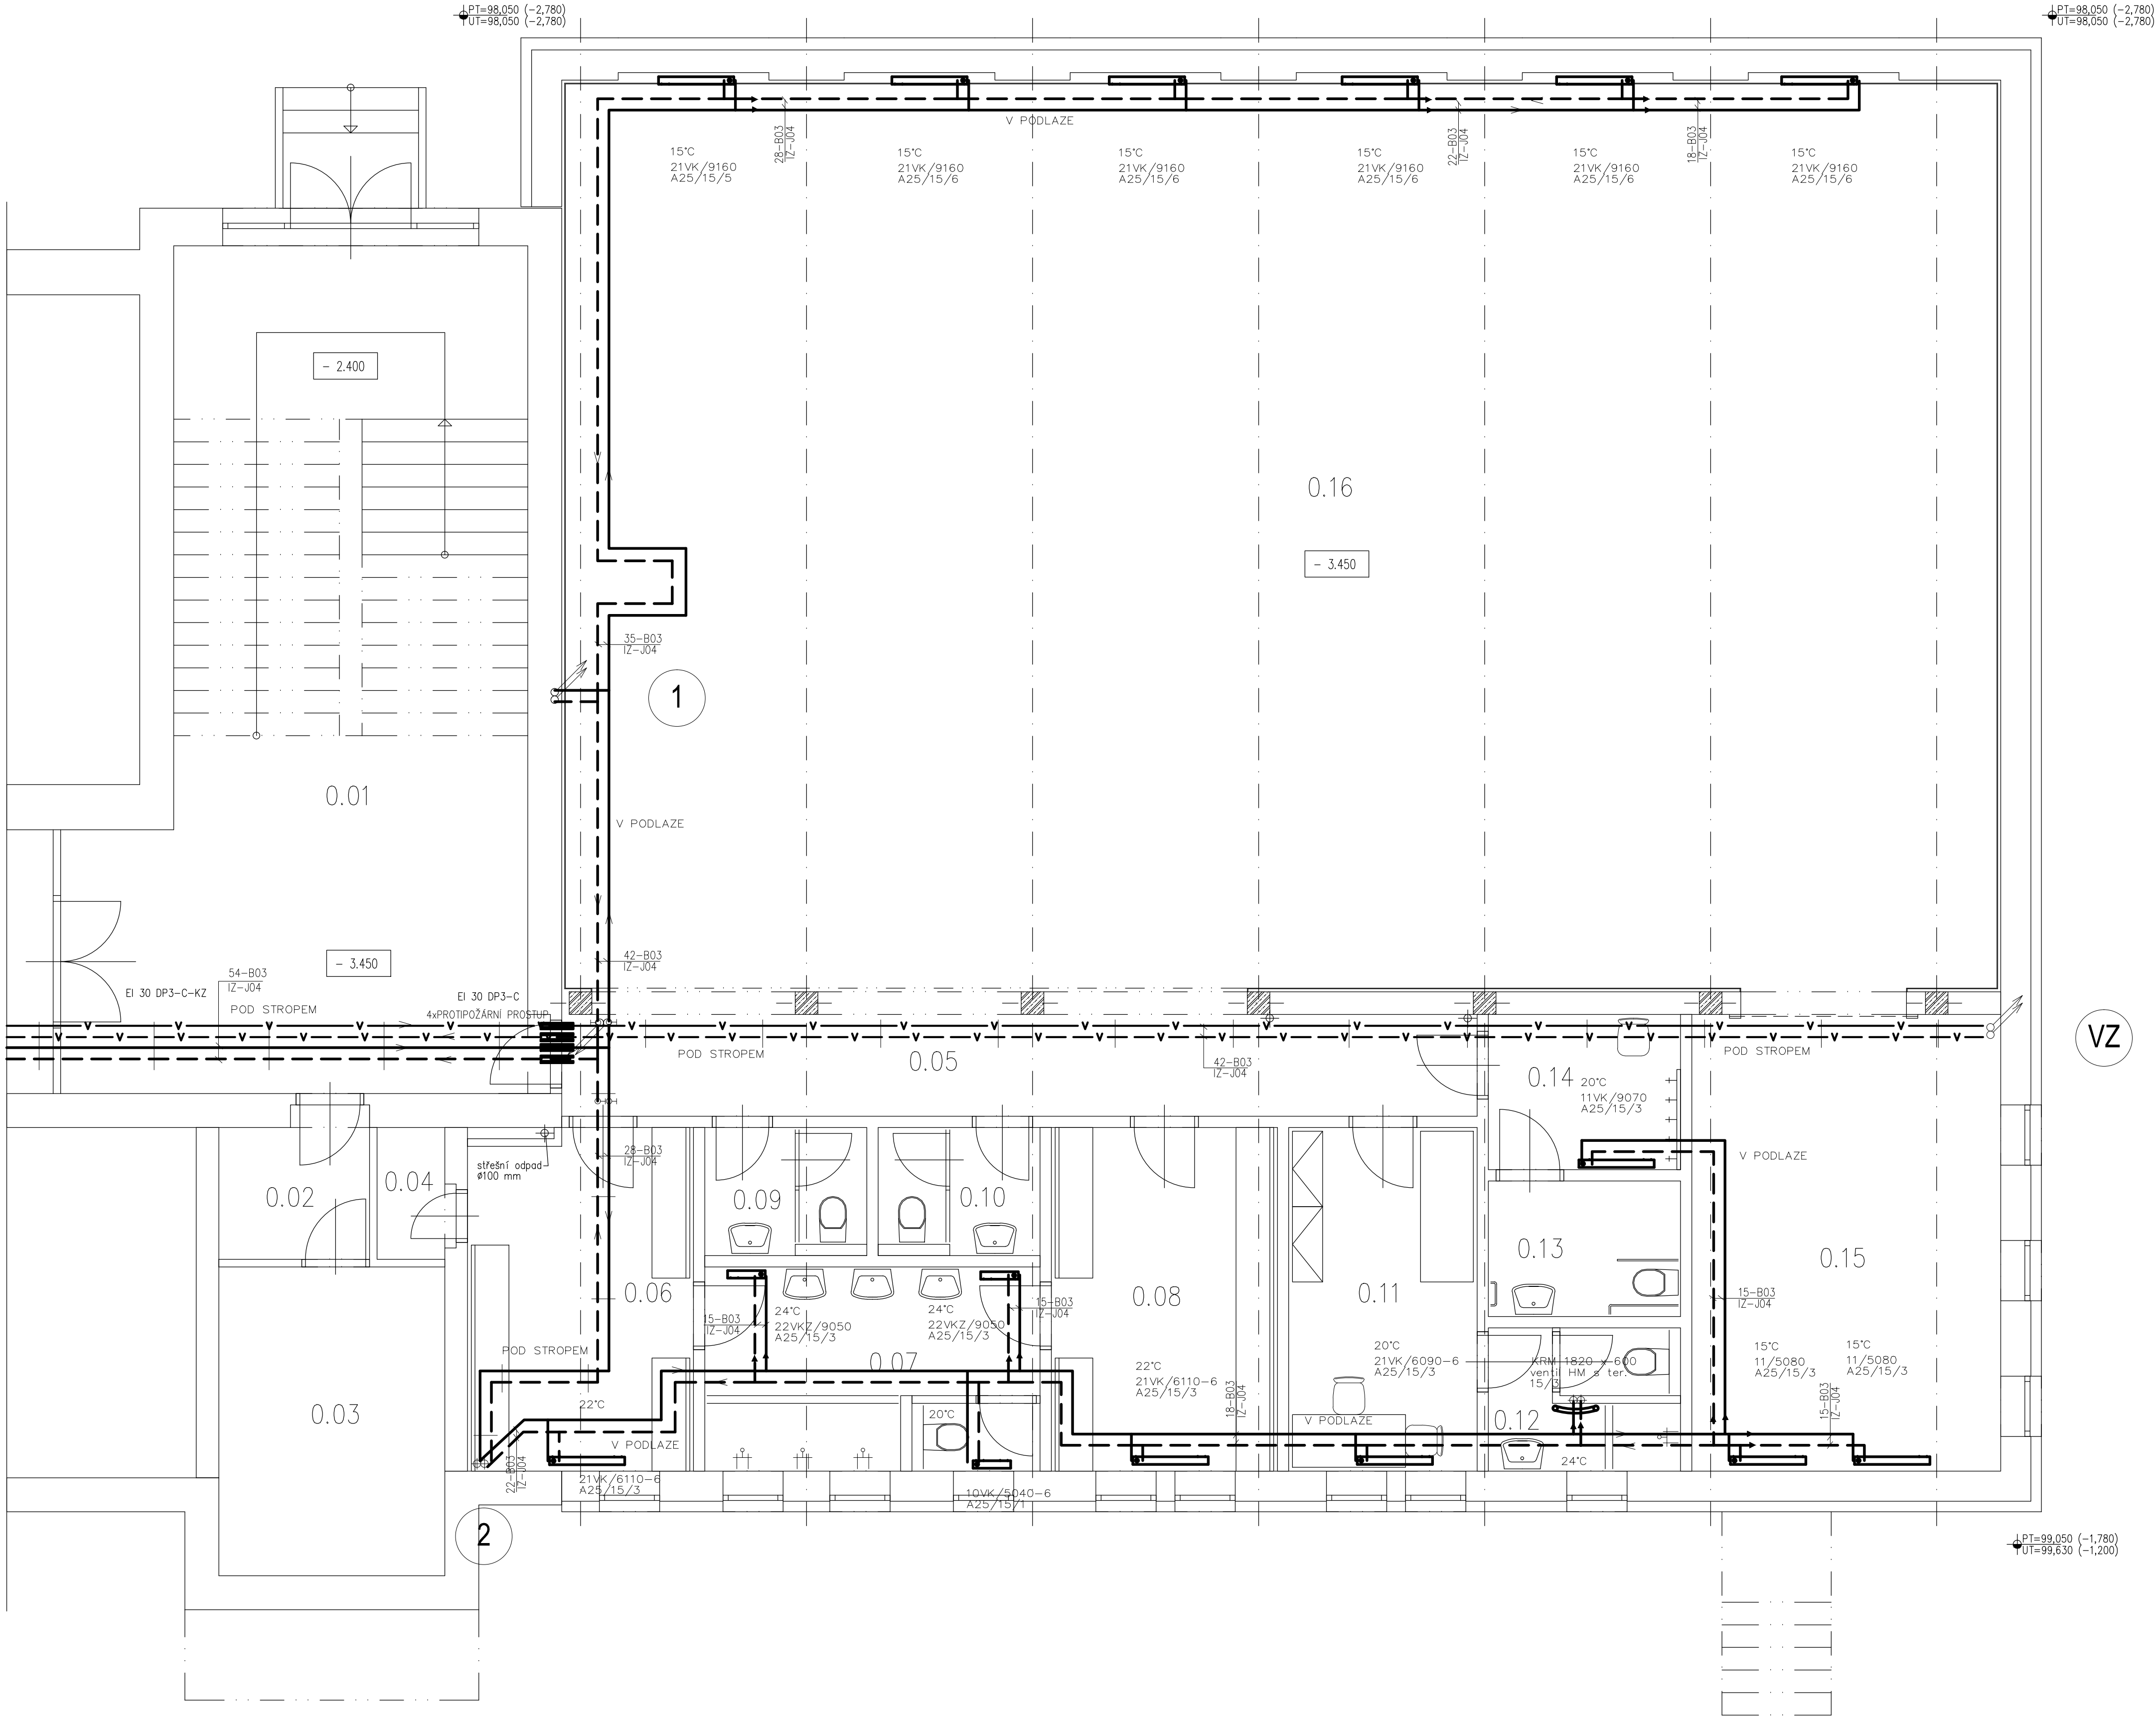 PT=98,050 (-2,780)
UT=98,050 (-2,780)
PT=98,050 (-2,780)
UT=98,050 (-2,780)
V PODLAZE
28-B03
IZ-J04
22-B03
IZ-J04
18-B03
IZ-J04
15°C
21VK/9160
A25/15/5
15°C
21VK/9160
A25/15/6
15°C
21VK/9160
A25/15/6
15°C
21VK/9160
A25/15/6
15°C
21VK/9160
A25/15/6
15°C
21VK/9160
A25/15/6
- 2.400
0.16
- 3.450
35-B03
IZ-J04
1
0.01
V PODLAZE
- 3.450
42-B03
IZ-J04
54-B03
IZ-J04
EI 30 DP3-C-KZ
POD STROPEM
EI 30 DP3-C
4xPROTIPOŽÁRNÍ PROSTUP
POD STROPEM
0.05
42-B03
IZ-J04
POD STROPEM
VZ
0.14
20°C
11VK/9070
A25/15/3
28-B03
IZ-J04
střešní odpad
ø100 mm
V PODLAZE
0.02
0.04
0.09
0.10
0.13
0.15
0.06
0.08
0.11
15-B03
IZ-J04
24°C
22VKZ/9050
A25/15/3
24°C
22VKZ/9050
A25/15/3
15-B03
IZ-J04
15-B03
IZ-J04
POD STROPEM
0.07
22°C
21VK/6110-6
A25/15/3
20°C
21VK/6090-6
A25/15/3
KRM 1820 x 600
ventil HM s ter.
15/3
15°C
11/5080
A25/15/3
15°C
11/5080
A25/15/3
0.03
22°C
20°C
18-B03
IZ-J04
V PODLAZE
0.12
15-B03
IZ-J04
V PODLAZE
24°C
22-B03
IZ-J04
21VK/6110-6
A25/15/3
10VK/5040-6
A25/15/1
2
PT=99,050 (-1,780)
UT=99,630 (-1,200)